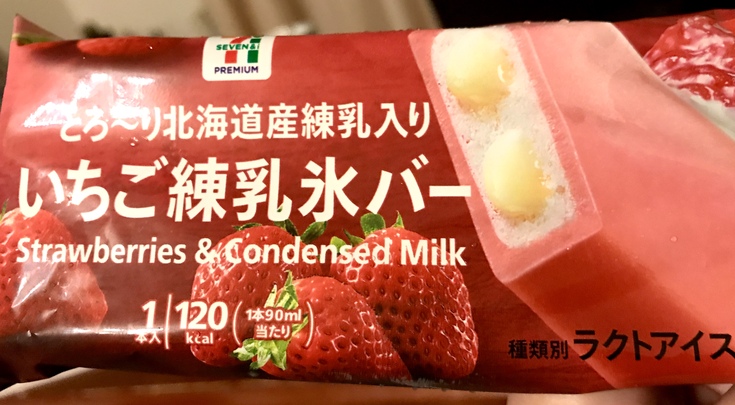 SEVEN&i
PREMIUM
とろ〜り北海道産練乳入り
いちご練乳氷バー
Strawberries & Condensed Milk
1本入 120kcal (1本90ml当たり)
種類別 ラクトアイス